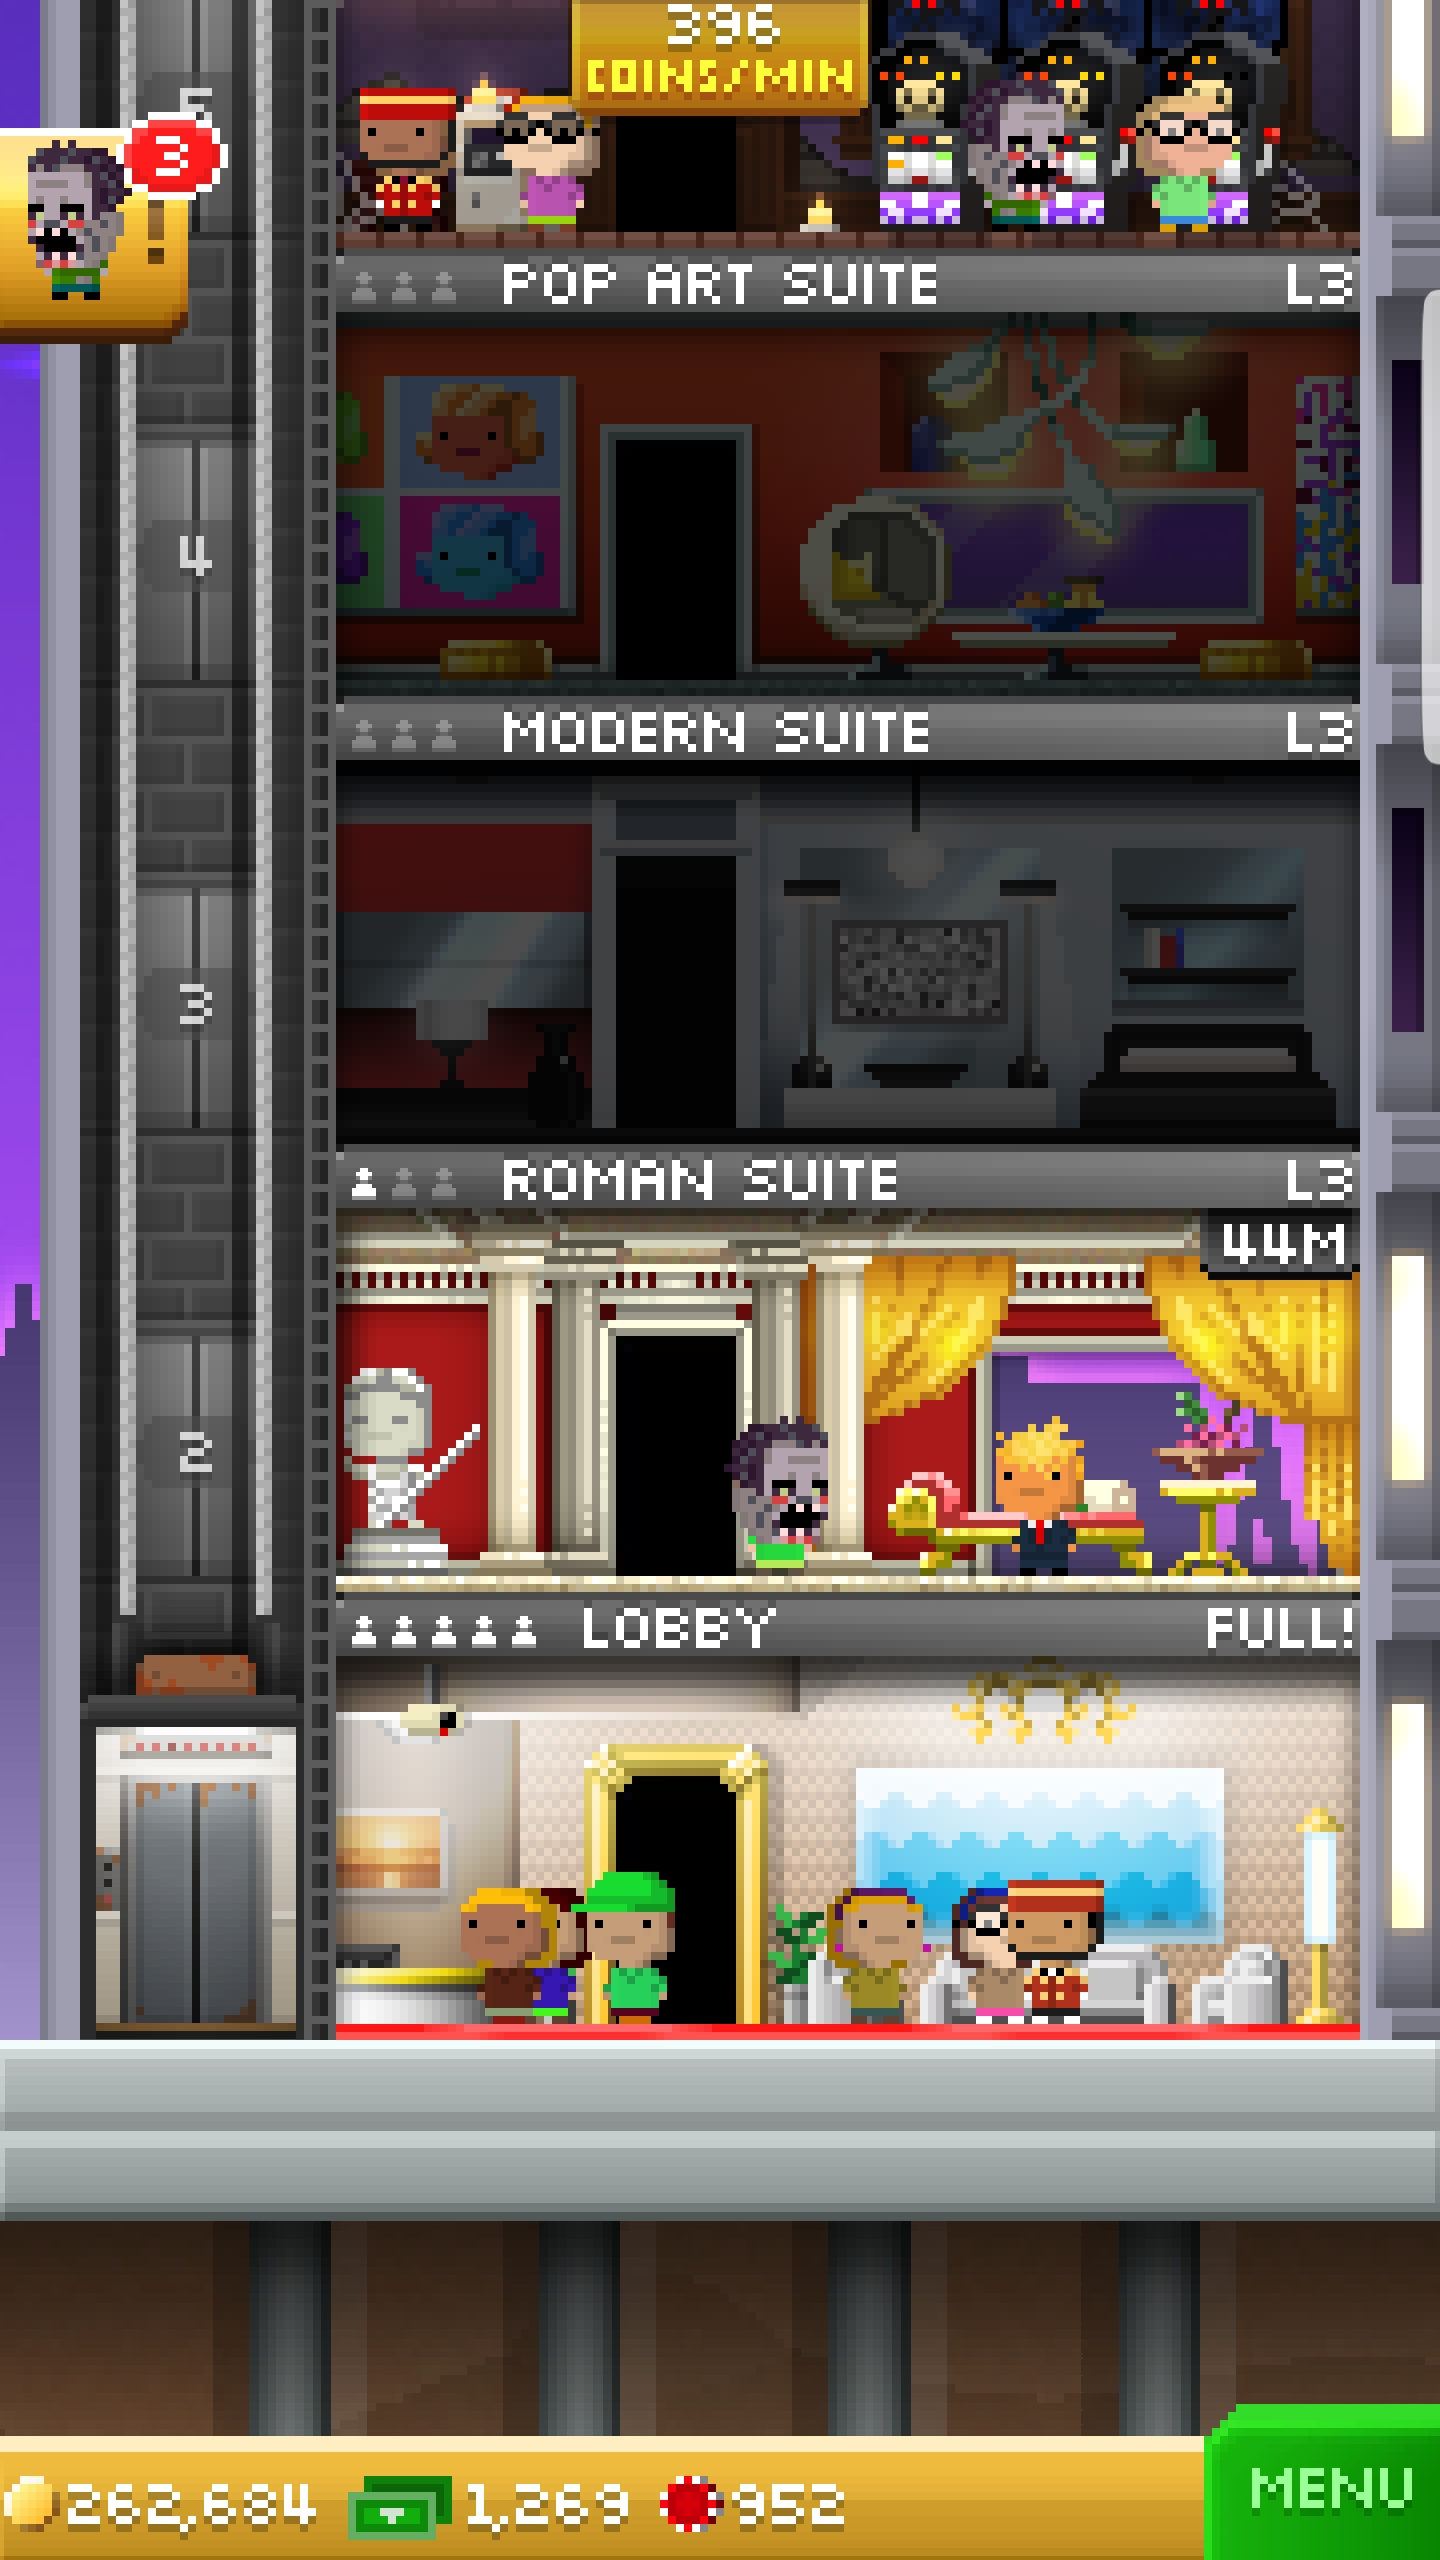 396
COINS/MIN
5
3
!
POP ART SUITE L3
4
MODERN SUITE L3
3
ROMAN SUITE L3
44M
2
LOBBY FULL!
262,684 1,269 952
MENU